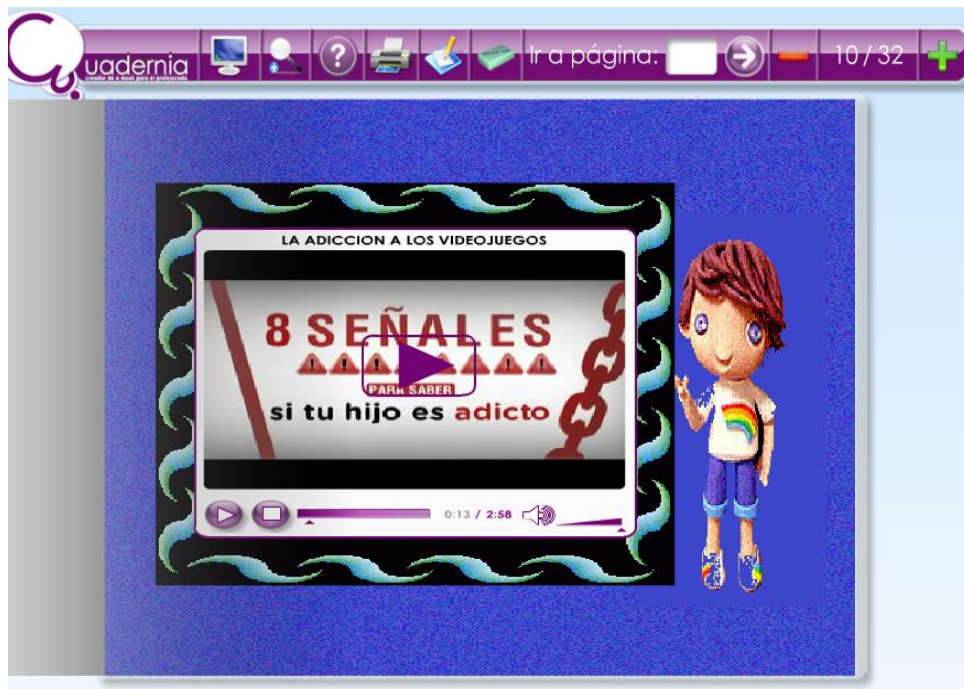 Cuadernia
creador de e-book para el profesorado
Ir a página:
10/32
LA ADICCION A LOS VIDEOJUEGOS
8 SEÑALES
PARA SABER
si tu hijo es adicto
0:13 / 2:58